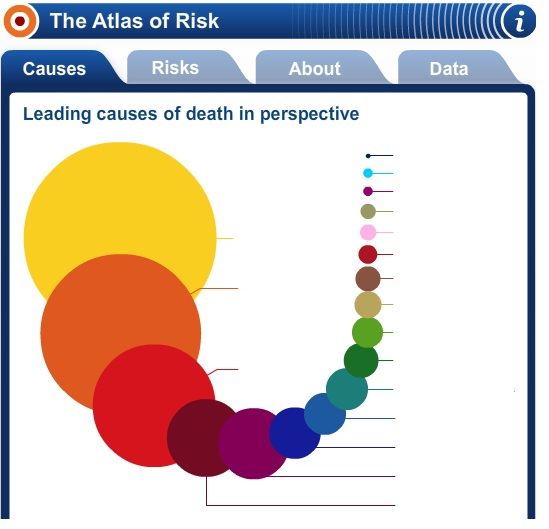 The Atlas of Risk
i
Causes
Risks
About
Data
Leading causes of death in perspective